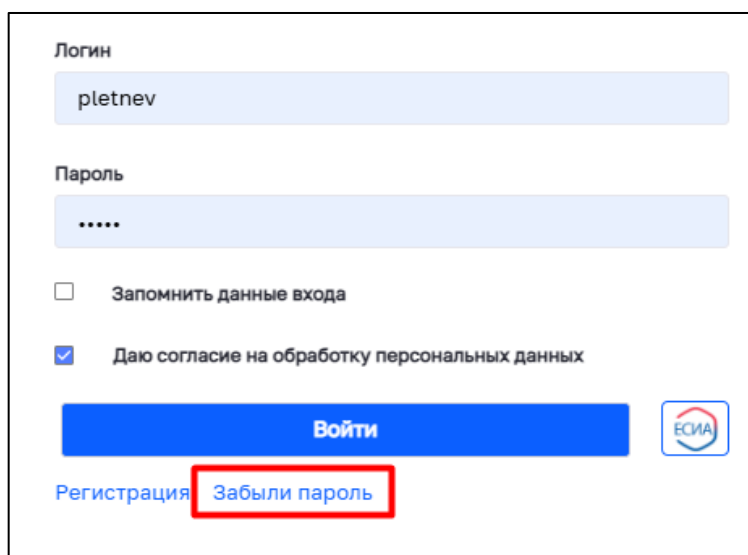 Логин
pletnev
Пароль
•••••
Запомнить данные входа
Даю согласие на обработку персональных данных
Войти
ЕСИА
Регистрация Забыли пароль